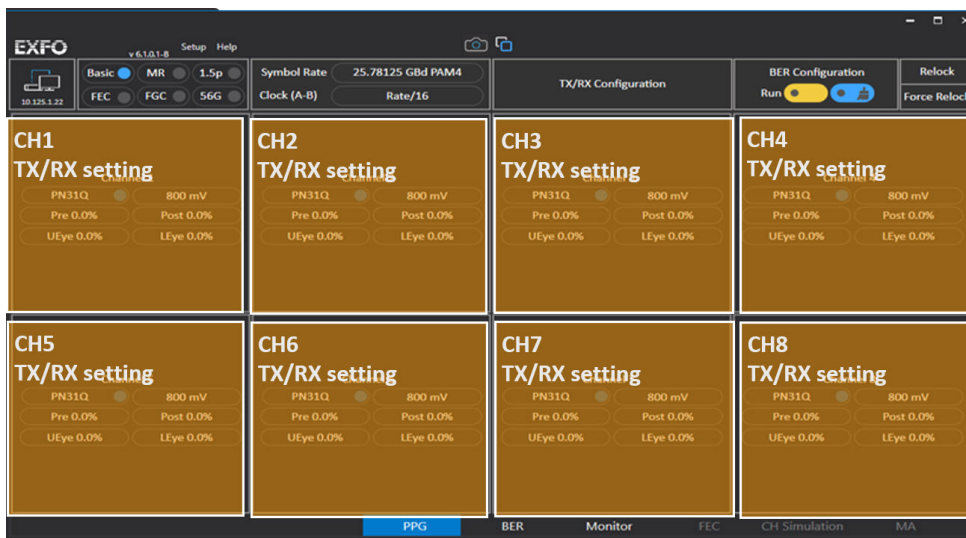 EXFO v 6.1.0.1-8 Setup Help
10.125.1.22
Basic MR 1.5p
FEC FGC 56G
Symbol Rate 25.78125 GBd PAM4
Clock (A-B) Rate/16
TX/RX Configuration
BER Configuration
Run
Relock
Force Relock
CH1
TX/RX setting
PN31Q 800 mV
Pre 0.0% Post 0.0%
UEye 0.0% LEye 0.0%
CH2
TX/RX setting
PN31Q 800 mV
Pre 0.0% Post 0.0%
UEye 0.0% LEye 0.0%
CH3
TX/RX setting
PN31Q 800 mV
Pre 0.0% Post 0.0%
UEye 0.0% LEye 0.0%
CH4
TX/RX setting
Channel 4
PN31Q 800 mV
Pre 0.0% Post 0.0%
UEye 0.0% LEye 0.0%
CH5
TX/RX setting
PN31Q 800 mV
Pre 0.0% Post 0.0%
UEye 0.0% LEye 0.0%
CH6
TX/RX setting
PN31Q 800 mV
Pre 0.0% Post 0.0%
UEye 0.0% LEye 0.0%
CH7
TX/RX setting
PN31Q 800 mV
Pre 0.0% Post 0.0%
UEye 0.0% LEye 0.0%
CH8
TX/RX setting
PN31Q 800 mV
Pre 0.0% Post 0.0%
UEye 0.0% LEye 0.0%
PPG BER Monitor FEC CH Simulation MA